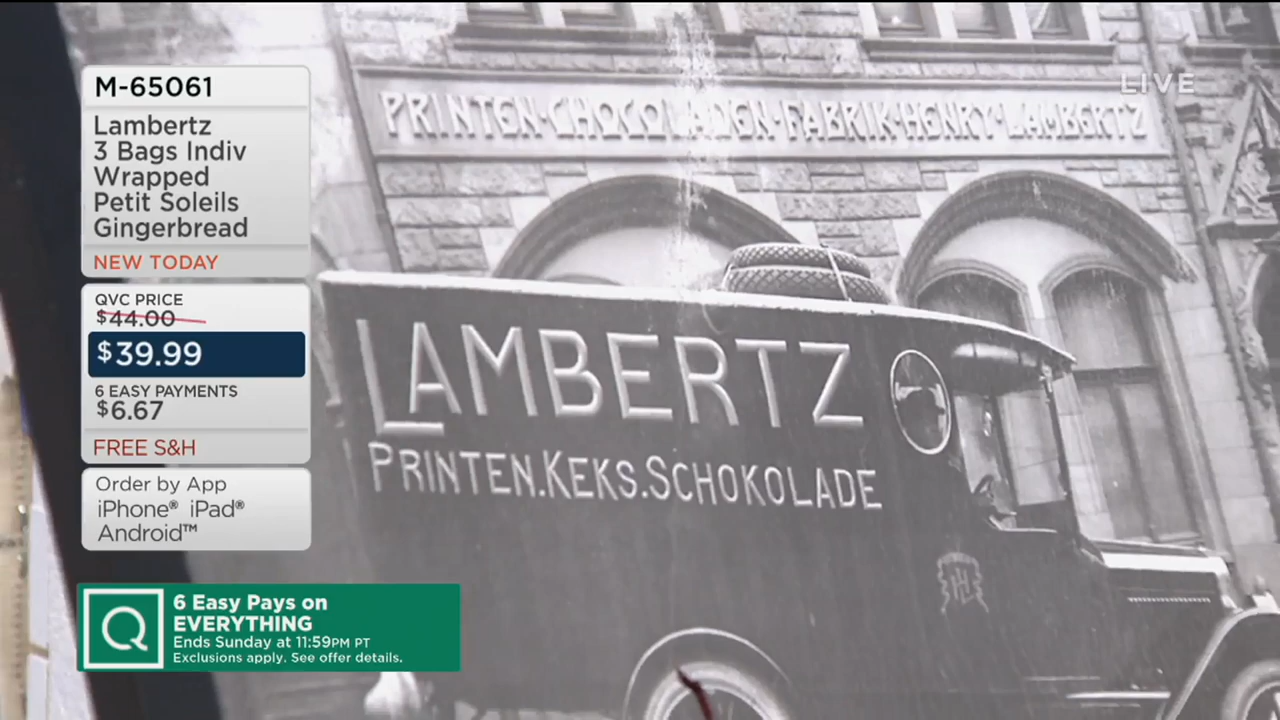 M-65061
Lambertz
3 Bags Indiv
Wrapped
Petit Soleils
Gingerbread
NEW TODAY
QVC PRICE
$44.00
$39.99
6 EASY PAYMENTS
$6.67
FREE S&H
Order by App
iPhone® iPad®
Android™
Q
6 Easy Pays on
EVERYTHING
Ends Sunday at 11:59PM PT
Exclusions apply. See offer details.
LIVE
PRINTEN·CHOCOLADEN·FABRIK·HENRY·LAMBERTZ
LAMBERTZ
PRINTEN.KEKS.SCHOKOLADE
HL